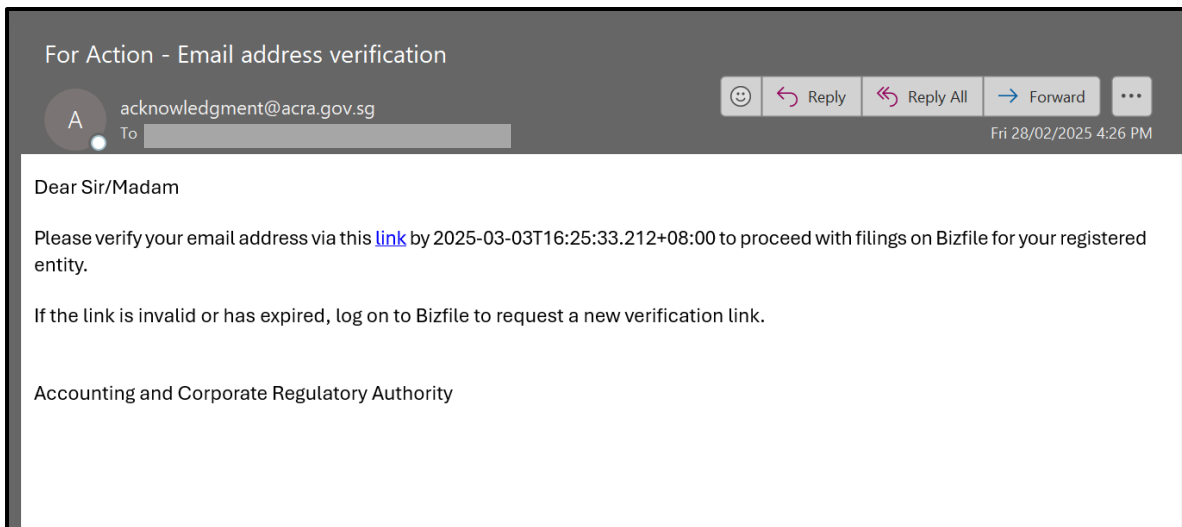 For Action - Email address verification
A
acknowledgment@acra.gov.sg
Reply
Reply All
Forward
To
Fri 28/02/2025 4:26 PM
Dear Sir/Madam
Please verify your email address via this link by 2025-03-03T16:25:33.212+08:00 to proceed with filings on Bizfile for your registered
entity.
If the link is invalid or has expired, log on to Bizfile to request a new verification link.
Accounting and Corporate Regulatory Authority